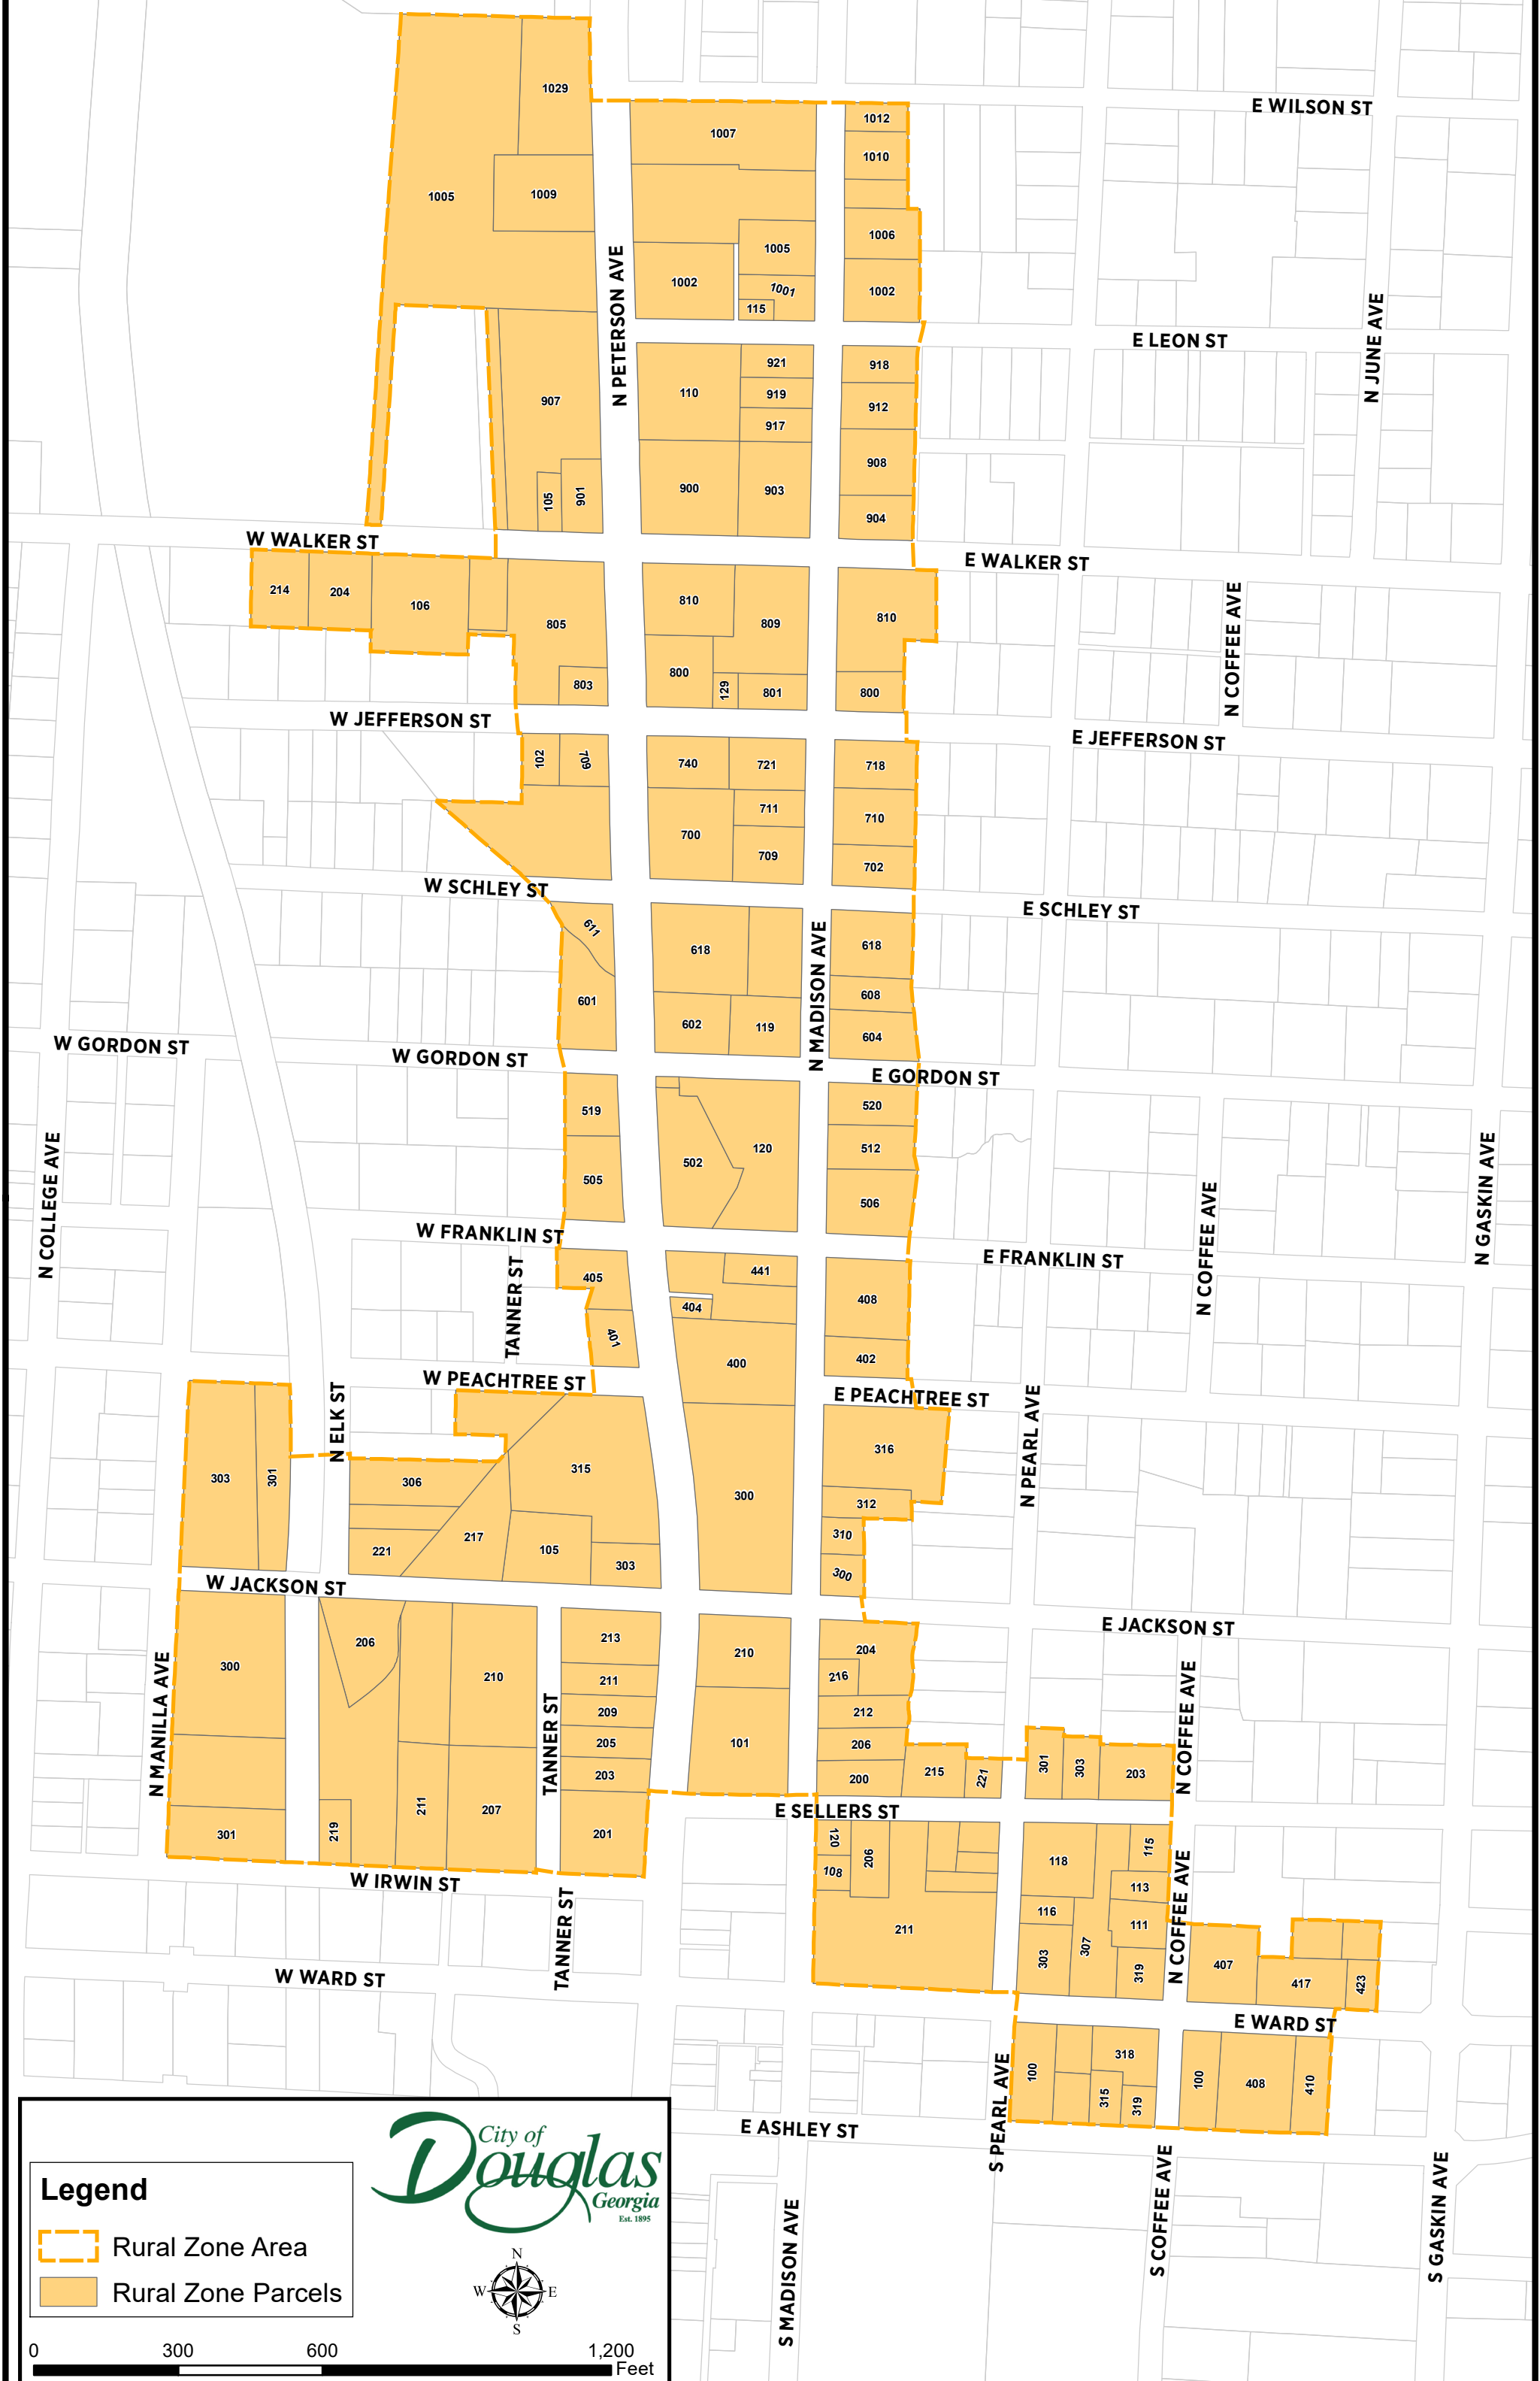 1029
E WILSON ST
1007
1012
1010
1005
1009
1006
1005
1002
1001
1002
115
N PETERSON AVE
N JUNE AVE
E LEON ST
921
918
110
919
907
912
917
908
900
903
105
901
904
W WALKER ST
E WALKER ST
214
204
106
810
810
805
809
N COFFEE AVE
800
803
129
801
800
W JEFFERSON ST
E JEFFERSON ST
102
709
740
721
718
711
710
700
709
702
W SCHLEY ST
E SCHLEY ST
611
618
618
N MADISON AVE
601
608
602
119
604
W GORDON ST
W GORDON ST
E GORDON ST
519
520
120
512
502
505
506
N COLLEGE AVE
N COFFEE AVE
N GASKIN AVE
W FRANKLIN ST
E FRANKLIN ST
TANNER ST
405
441
408
404
401
400
402
W PEACHTREE ST
E PEACHTREE ST
N ELK ST
N PEARL AVE
303
301
306
315
316
300
312
217
310
221
105
303
300
W JACKSON ST
E JACKSON ST
206
213
210
204
300
210
211
216
N MANILLA AVE
TANNER ST
209
212
N COFFEE AVE
205
101
206
203
200
215
221
301
303
203
211
207
E SELLERS ST
301
219
201
120
206
115
108
118
W IRWIN ST
113
N COFFEE AVE
116
111
211
TANNER ST
303
307
319
407
417
423
W WARD ST
E WARD ST
100
318
100
408
410
315
319
S PEARL AVE
E ASHLEY ST
S COFFEE AVE
S GASKIN AVE
S MADISON AVE
City of
Douglas
Georgia
Est. 1895
Legend
Rural Zone Area
Rural Zone Parcels
N
W E
S
0 300 600 1,200
Feet